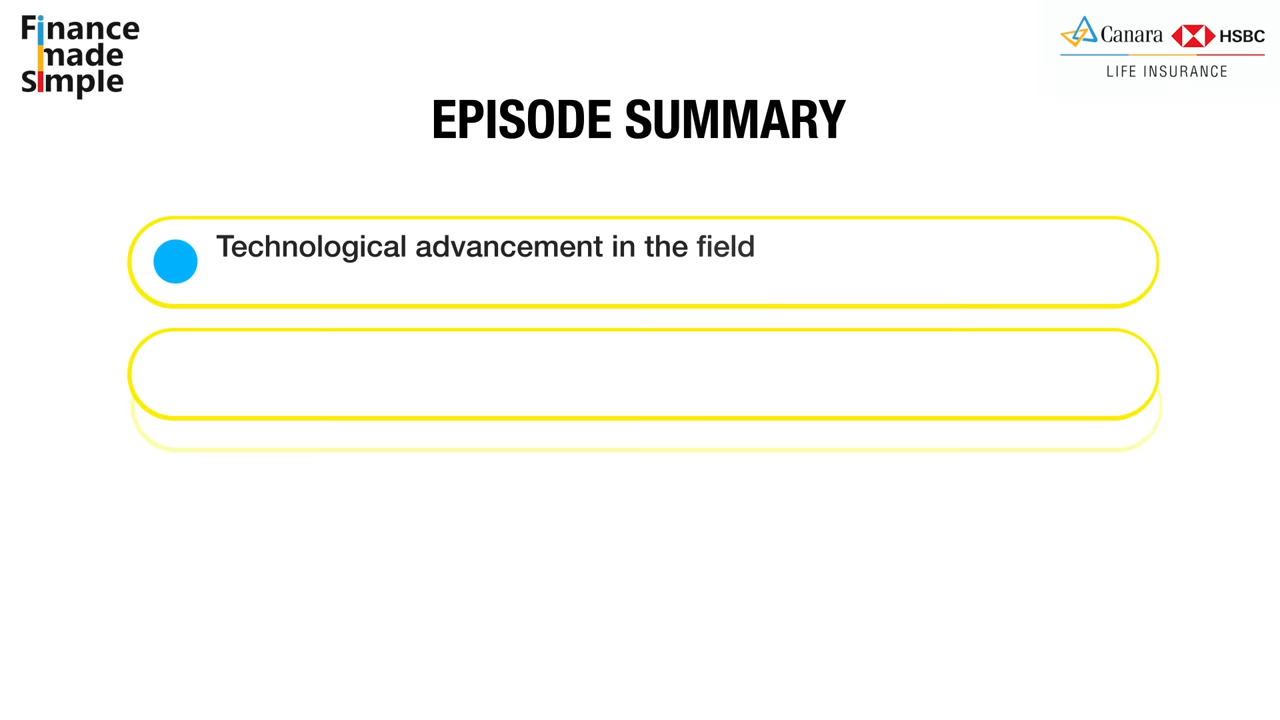 Finance
made
Simple
Canara HSBC
LIFE INSURANCE
EPISODE SUMMARY
Technological advancement in the field